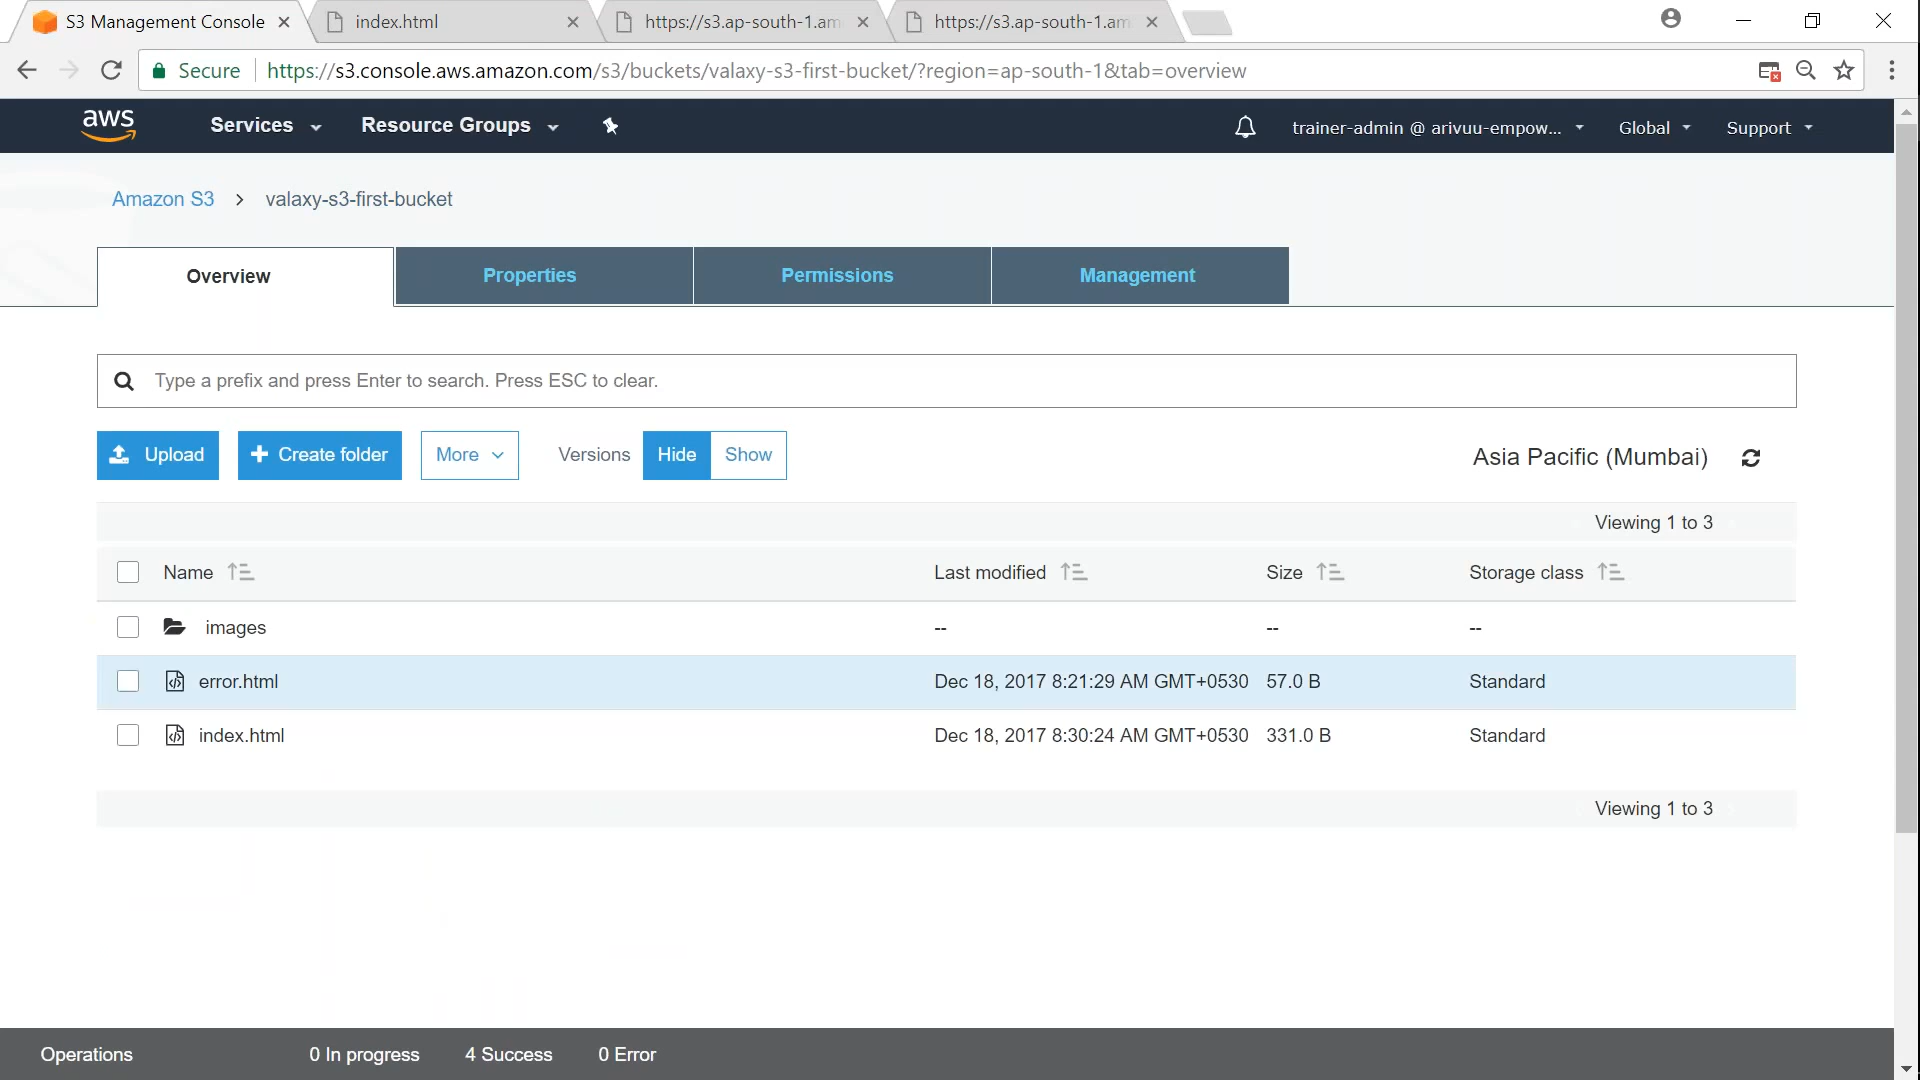 S3 Management Console
index.html
https://s3.ap-south-1.am
https://s3.ap-south-1.am
Secure
https://s3.console.aws.amazon.com/s3/buckets/valaxy-s3-first-bucket/?region=ap-south-1&tab=overview
aws
Services
Resource Groups
trainer-admin @ arivuu-empow...
Global
Support
Amazon S3 > valaxy-s3-first-bucket
Overview
Properties
Permissions
Management
Type a prefix and press Enter to search. Press ESC to clear.
Upload
+ Create folder
More
Versions
Hide
Show
Asia Pacific (Mumbai)
Viewing 1 to 3
Name
Last modified
Size
Storage class
images -- -- --
error.html Dec 18, 2017 8:21:29 AM GMT+0530 57.0 B Standard
index.html Dec 18, 2017 8:30:24 AM GMT+0530 331.0 B Standard
Viewing 1 to 3
Operations
0 In progress
4 Success
0 Error